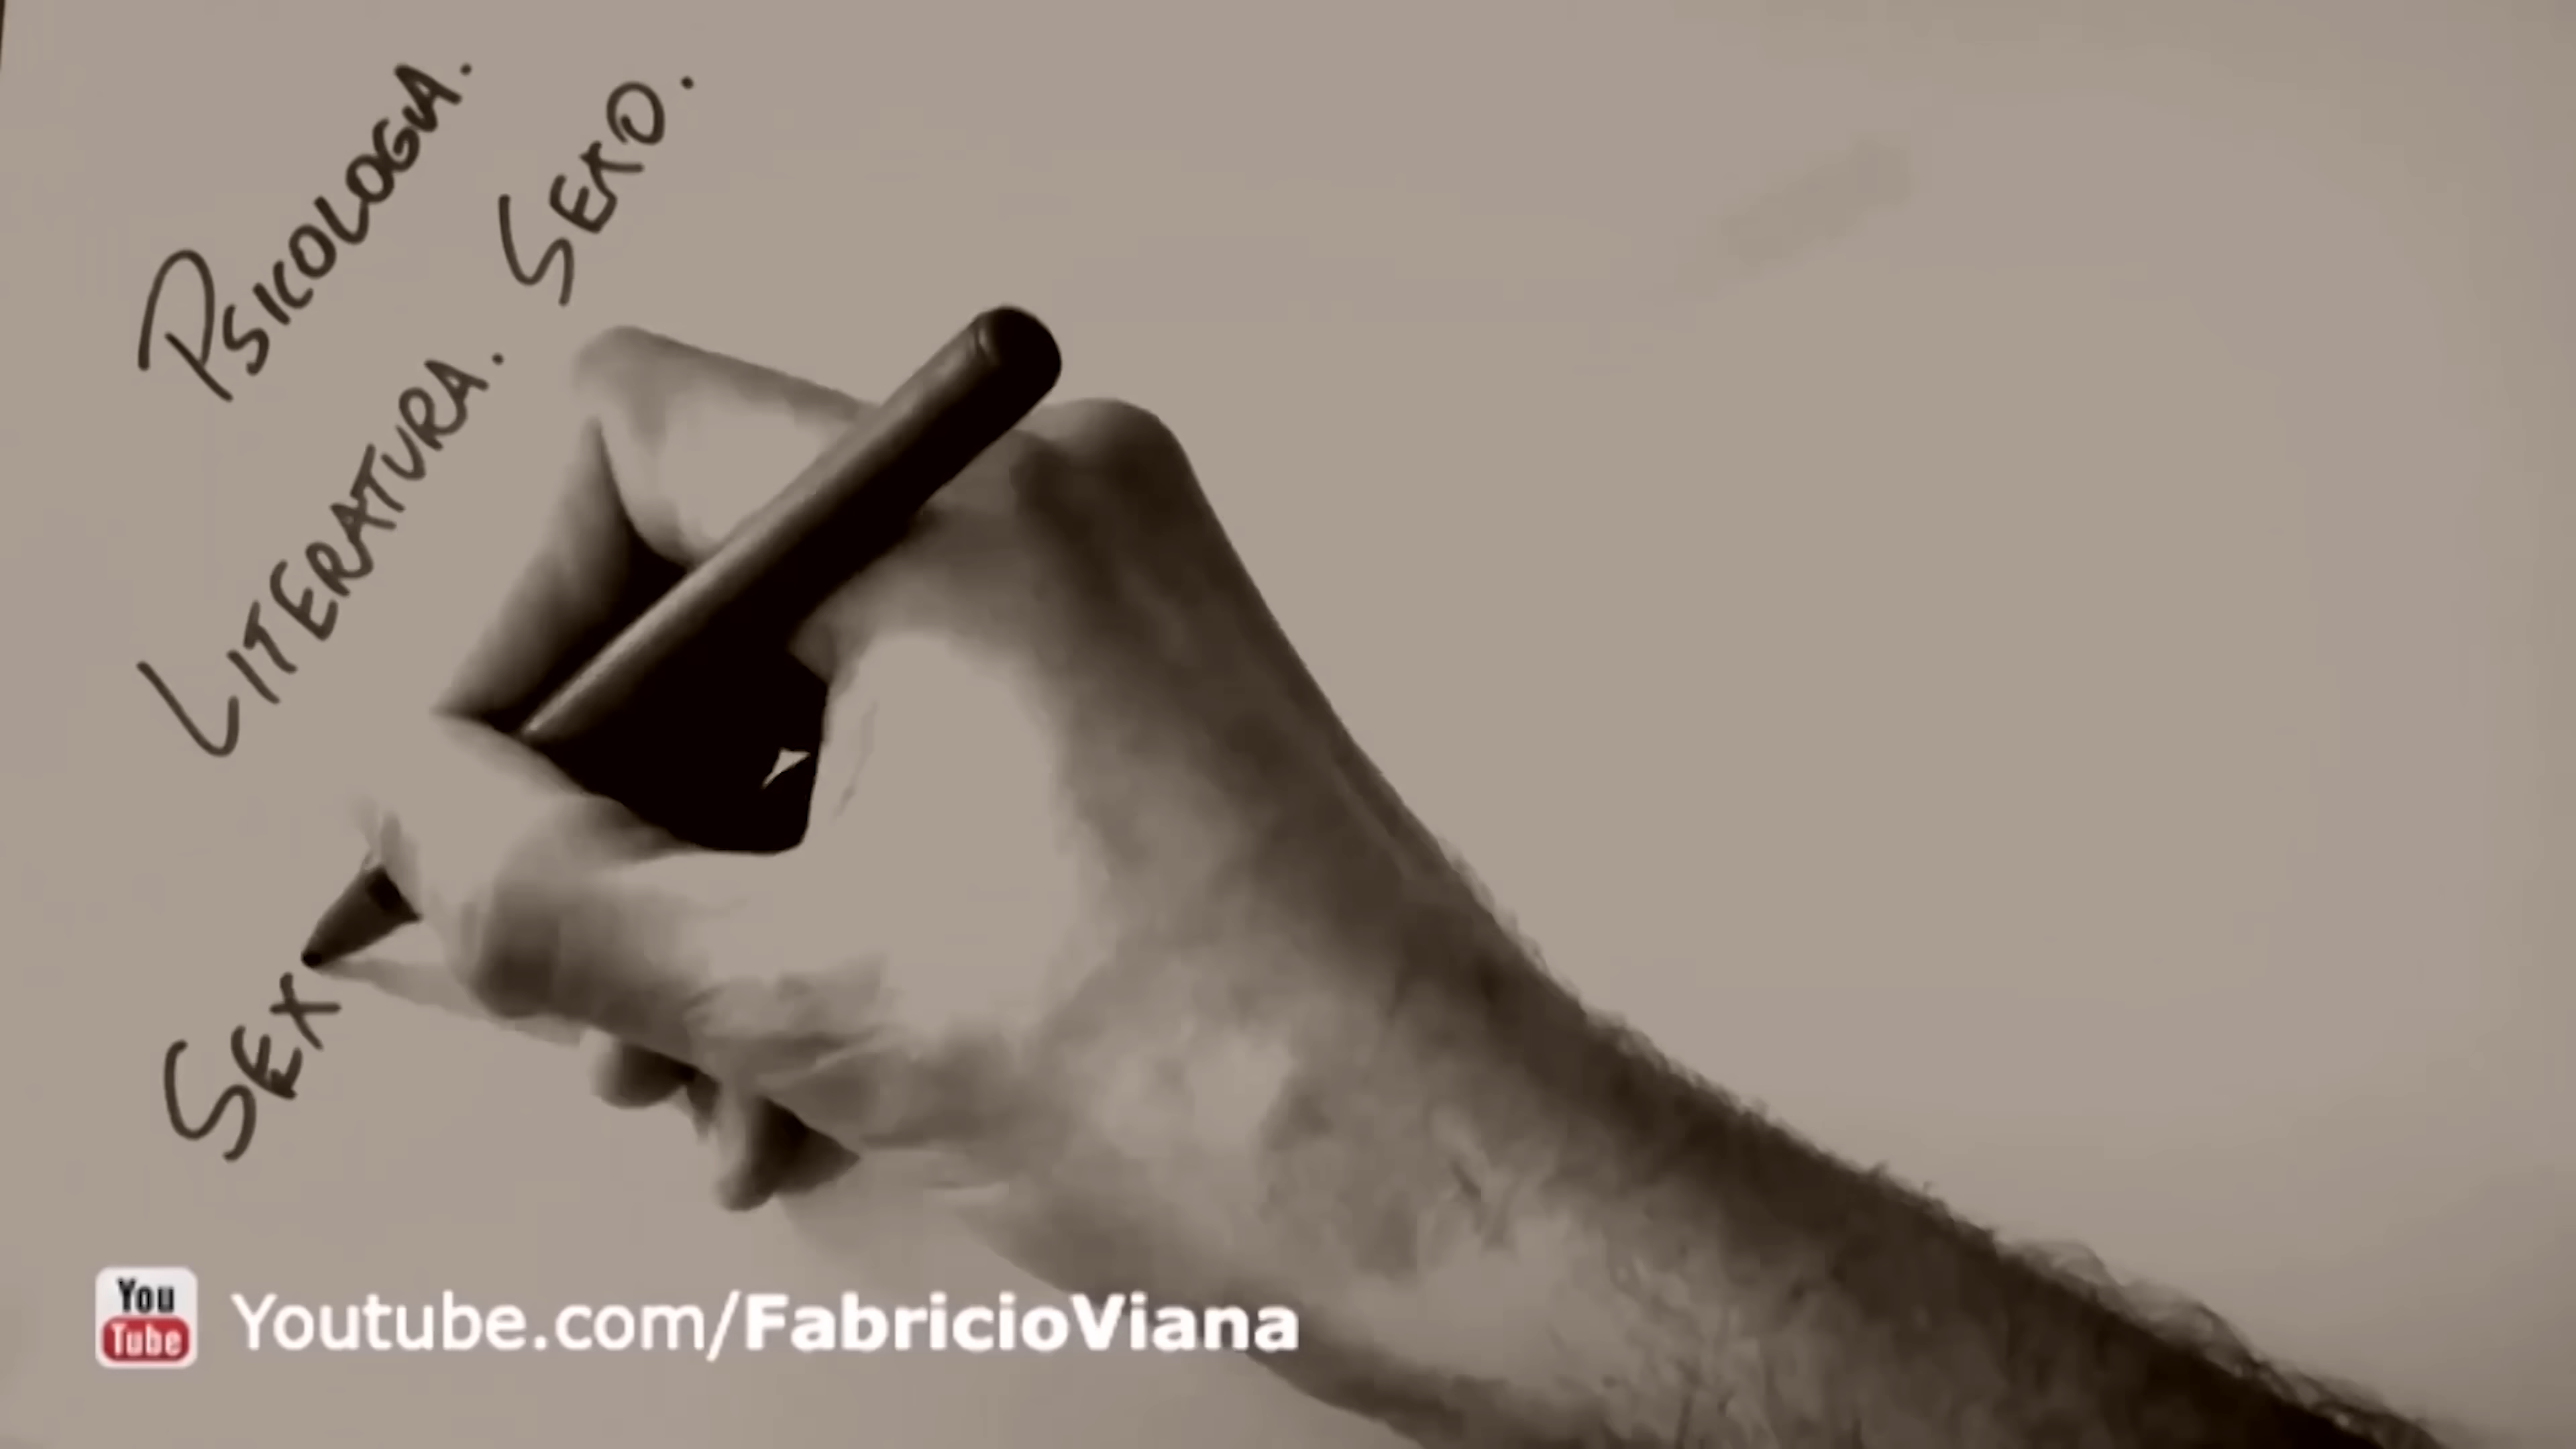 PSICOLOGIA.
SEXO.
LITERATURA.
SEX
You
Tube
Youtube.com/FabricioViana